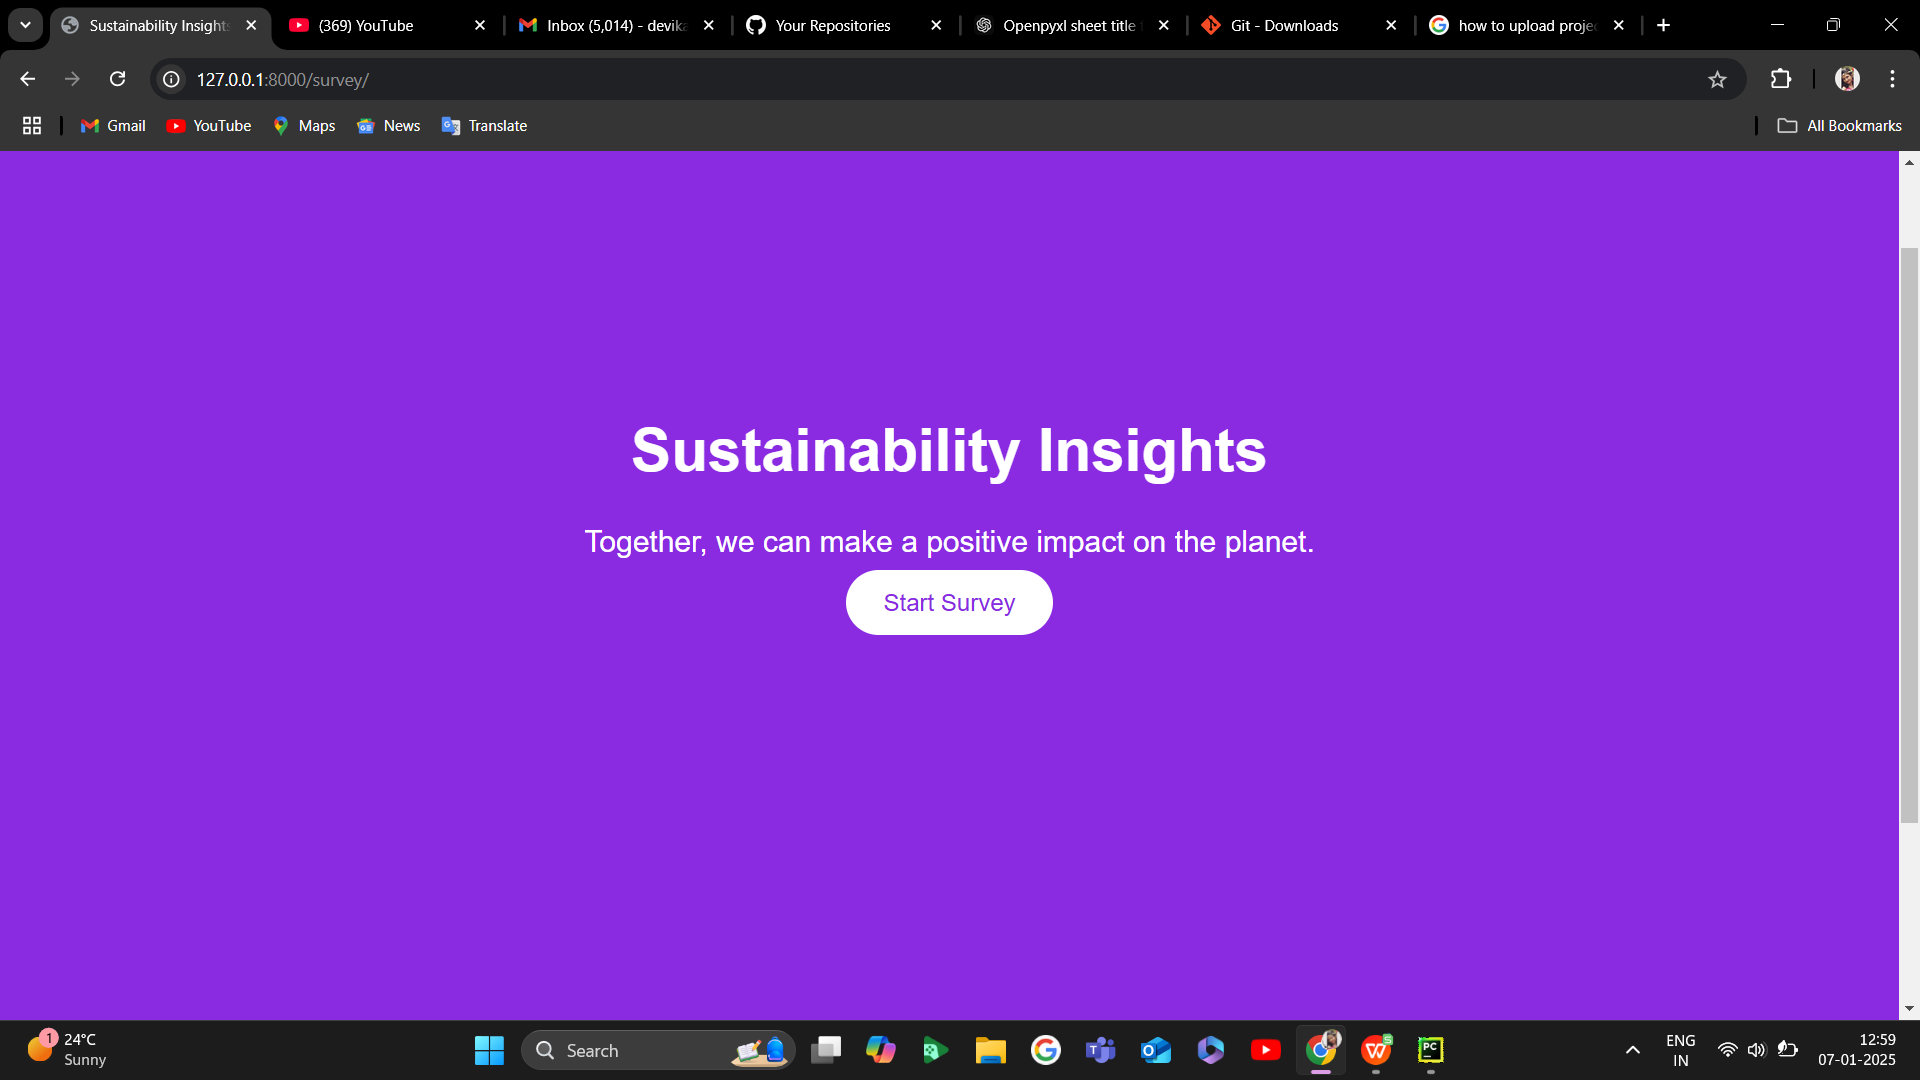 Sustainability Insights
(369) YouTube
Inbox (5,014) - devika
Your Repositories
Openpyxl sheet title
Git - Downloads
how to upload projec
127.0.0.1:8000/survey/
Gmail
YouTube
Maps
News
Translate
All Bookmarks
Sustainability Insights
Together, we can make a positive impact on the planet.
Start Survey
1
24°C
Sunny
Search
ENG
IN
12:59
07-01-2025